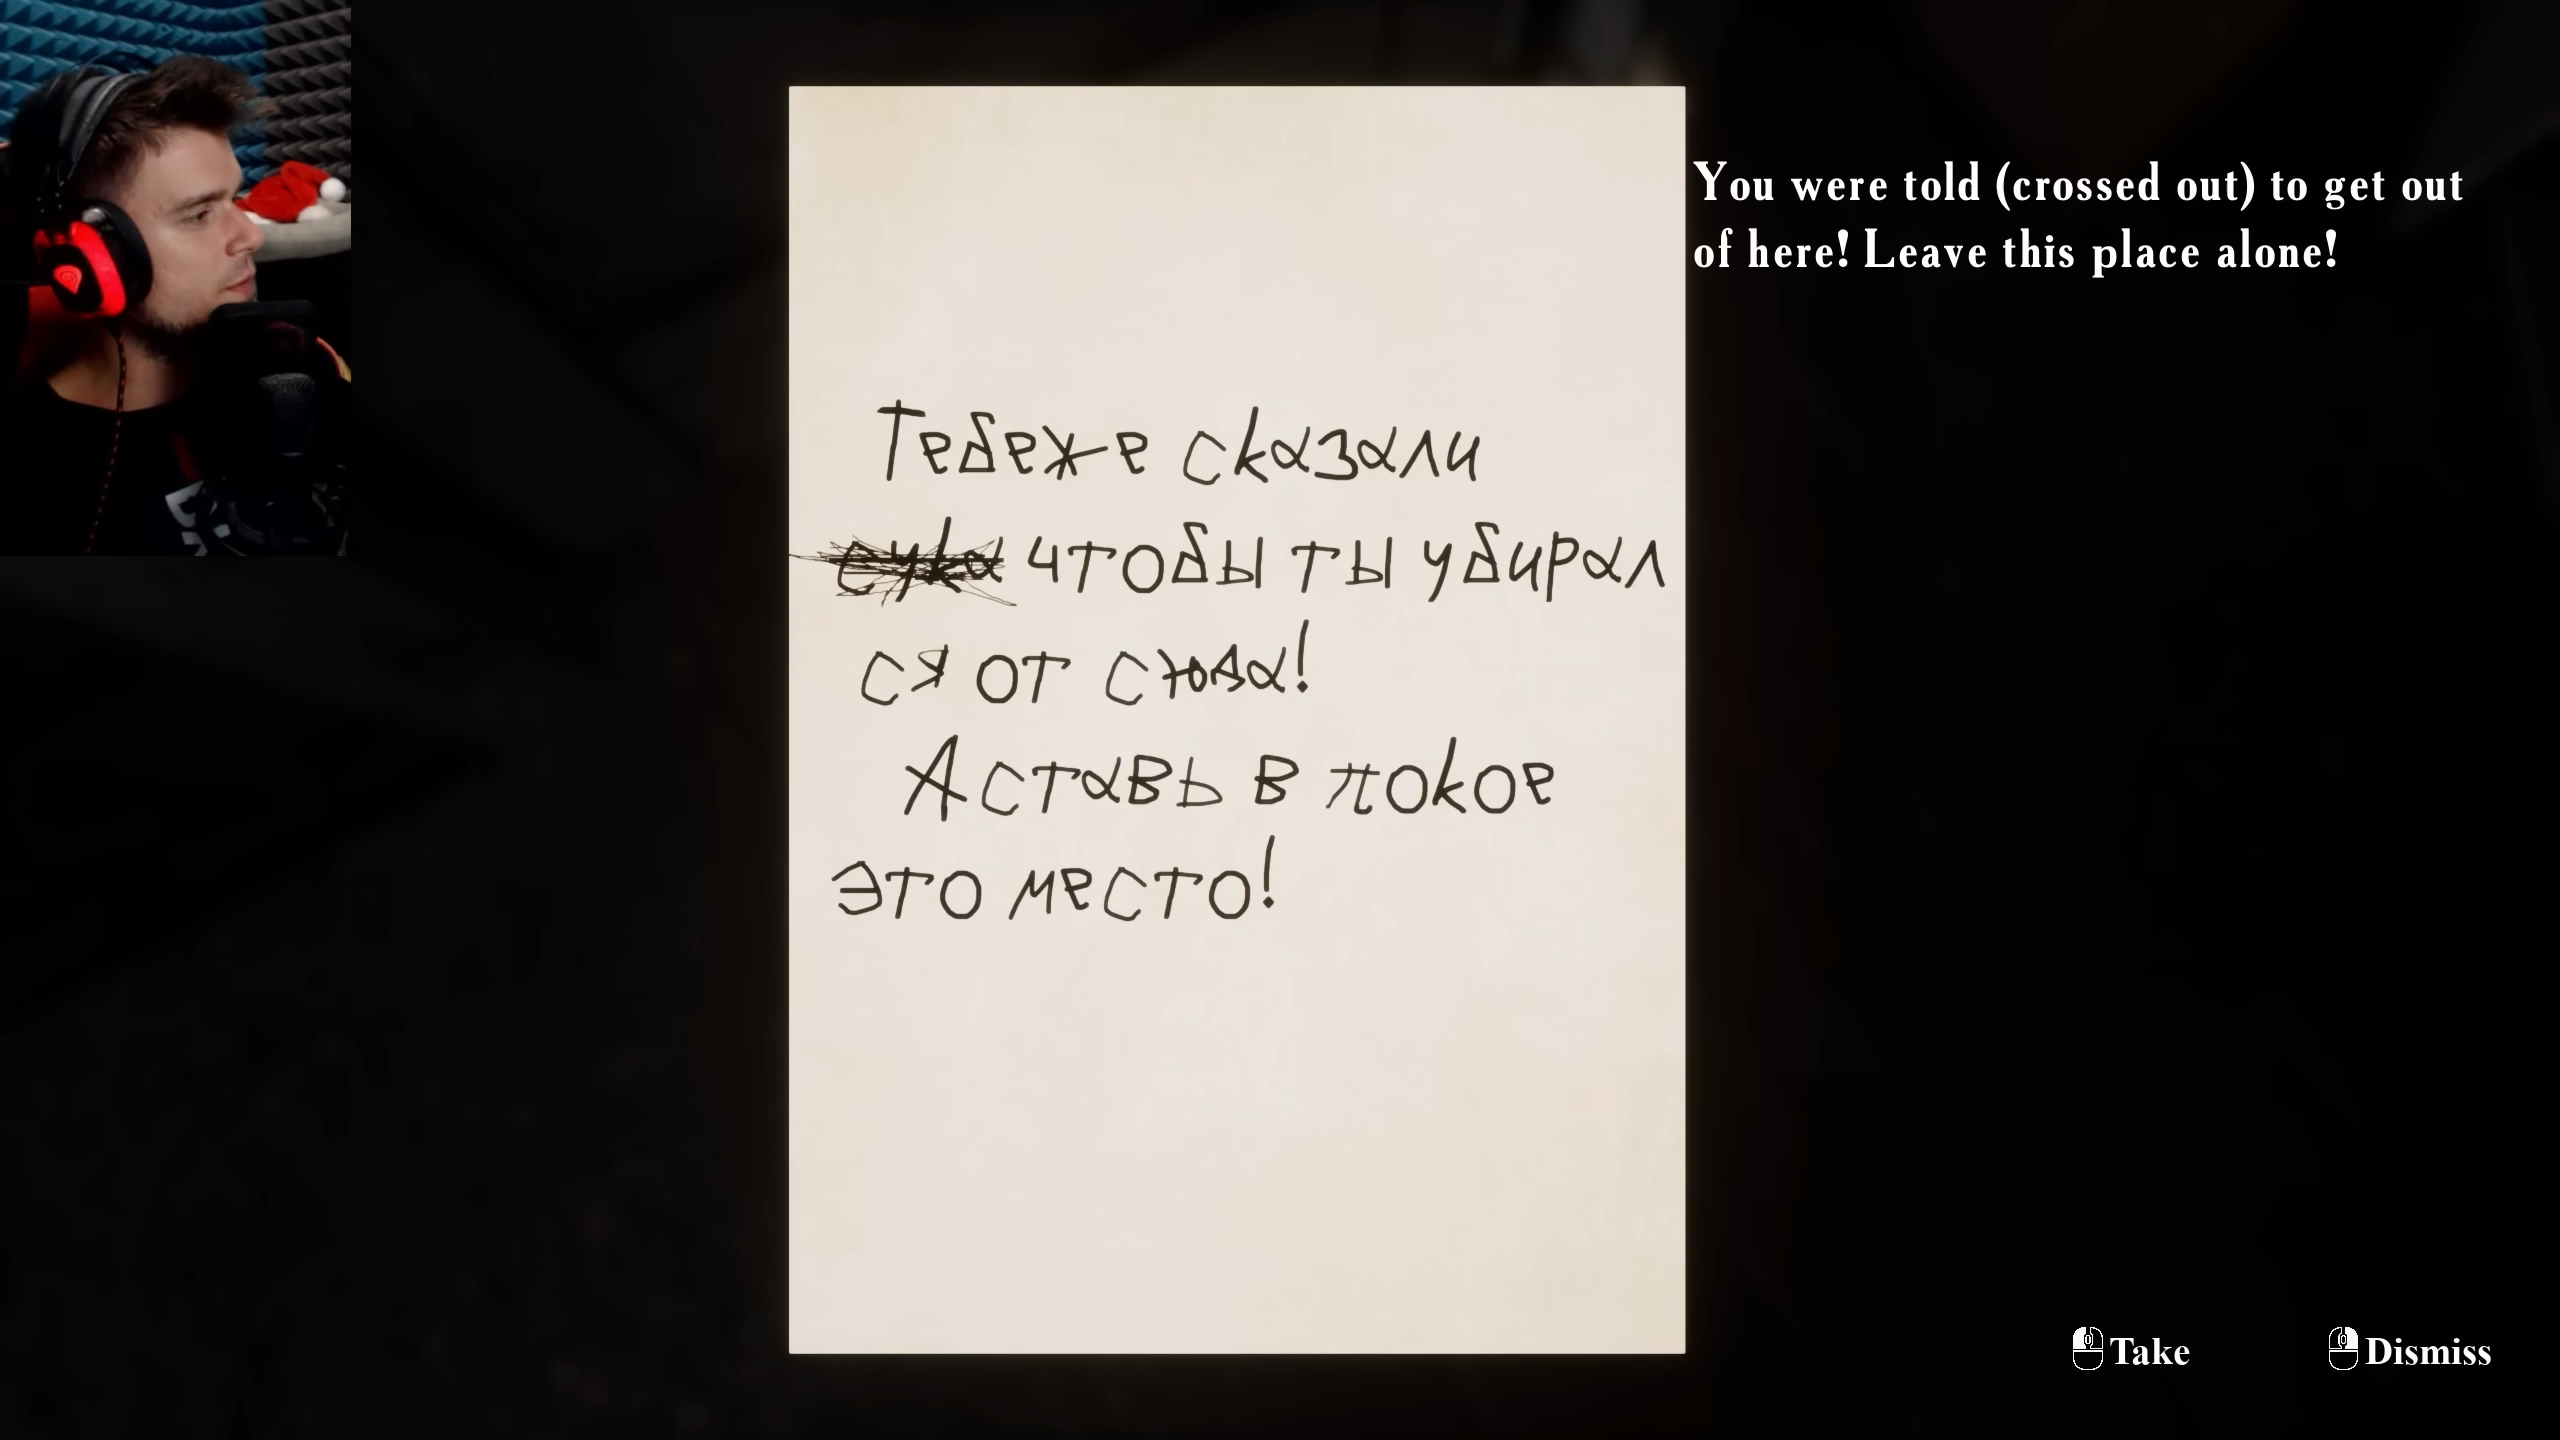 You were told (crossed out) to get out
of here! Leave this place alone!
Тебеже сказали
сука чтобы ты убирал
ся от сюда!
Аставь в покое
это место!
Take
Dismiss